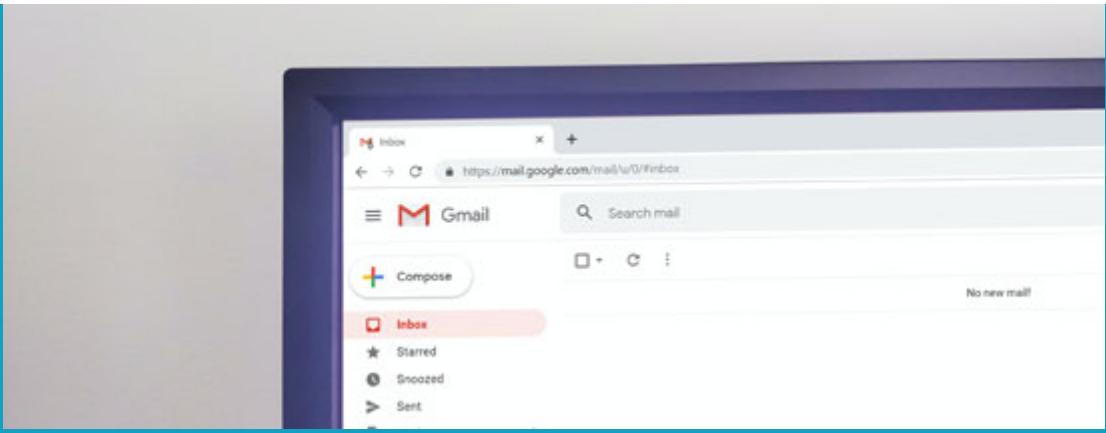 Inbox
https://mail.google.com/mail/u/0/#inbox
Gmail
Search mail
Compose
No new mail!
Inbox
Starred
Snoozed
Sent